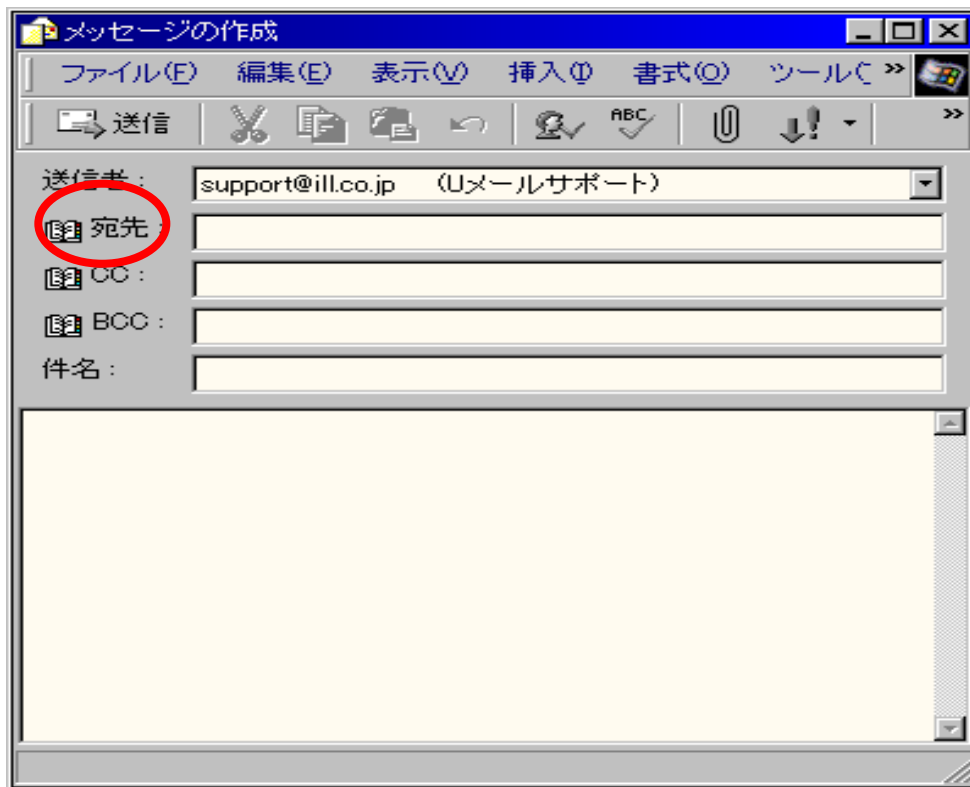 メッセージの作成
ファイル(F) 編集(E) 表示(V) 挿入(I) 書式(O) ツール( »
送信 ABC »
送信者: support@ill.co.jp (Uメールサポート)
宛先:
CC:
BCC:
件名: